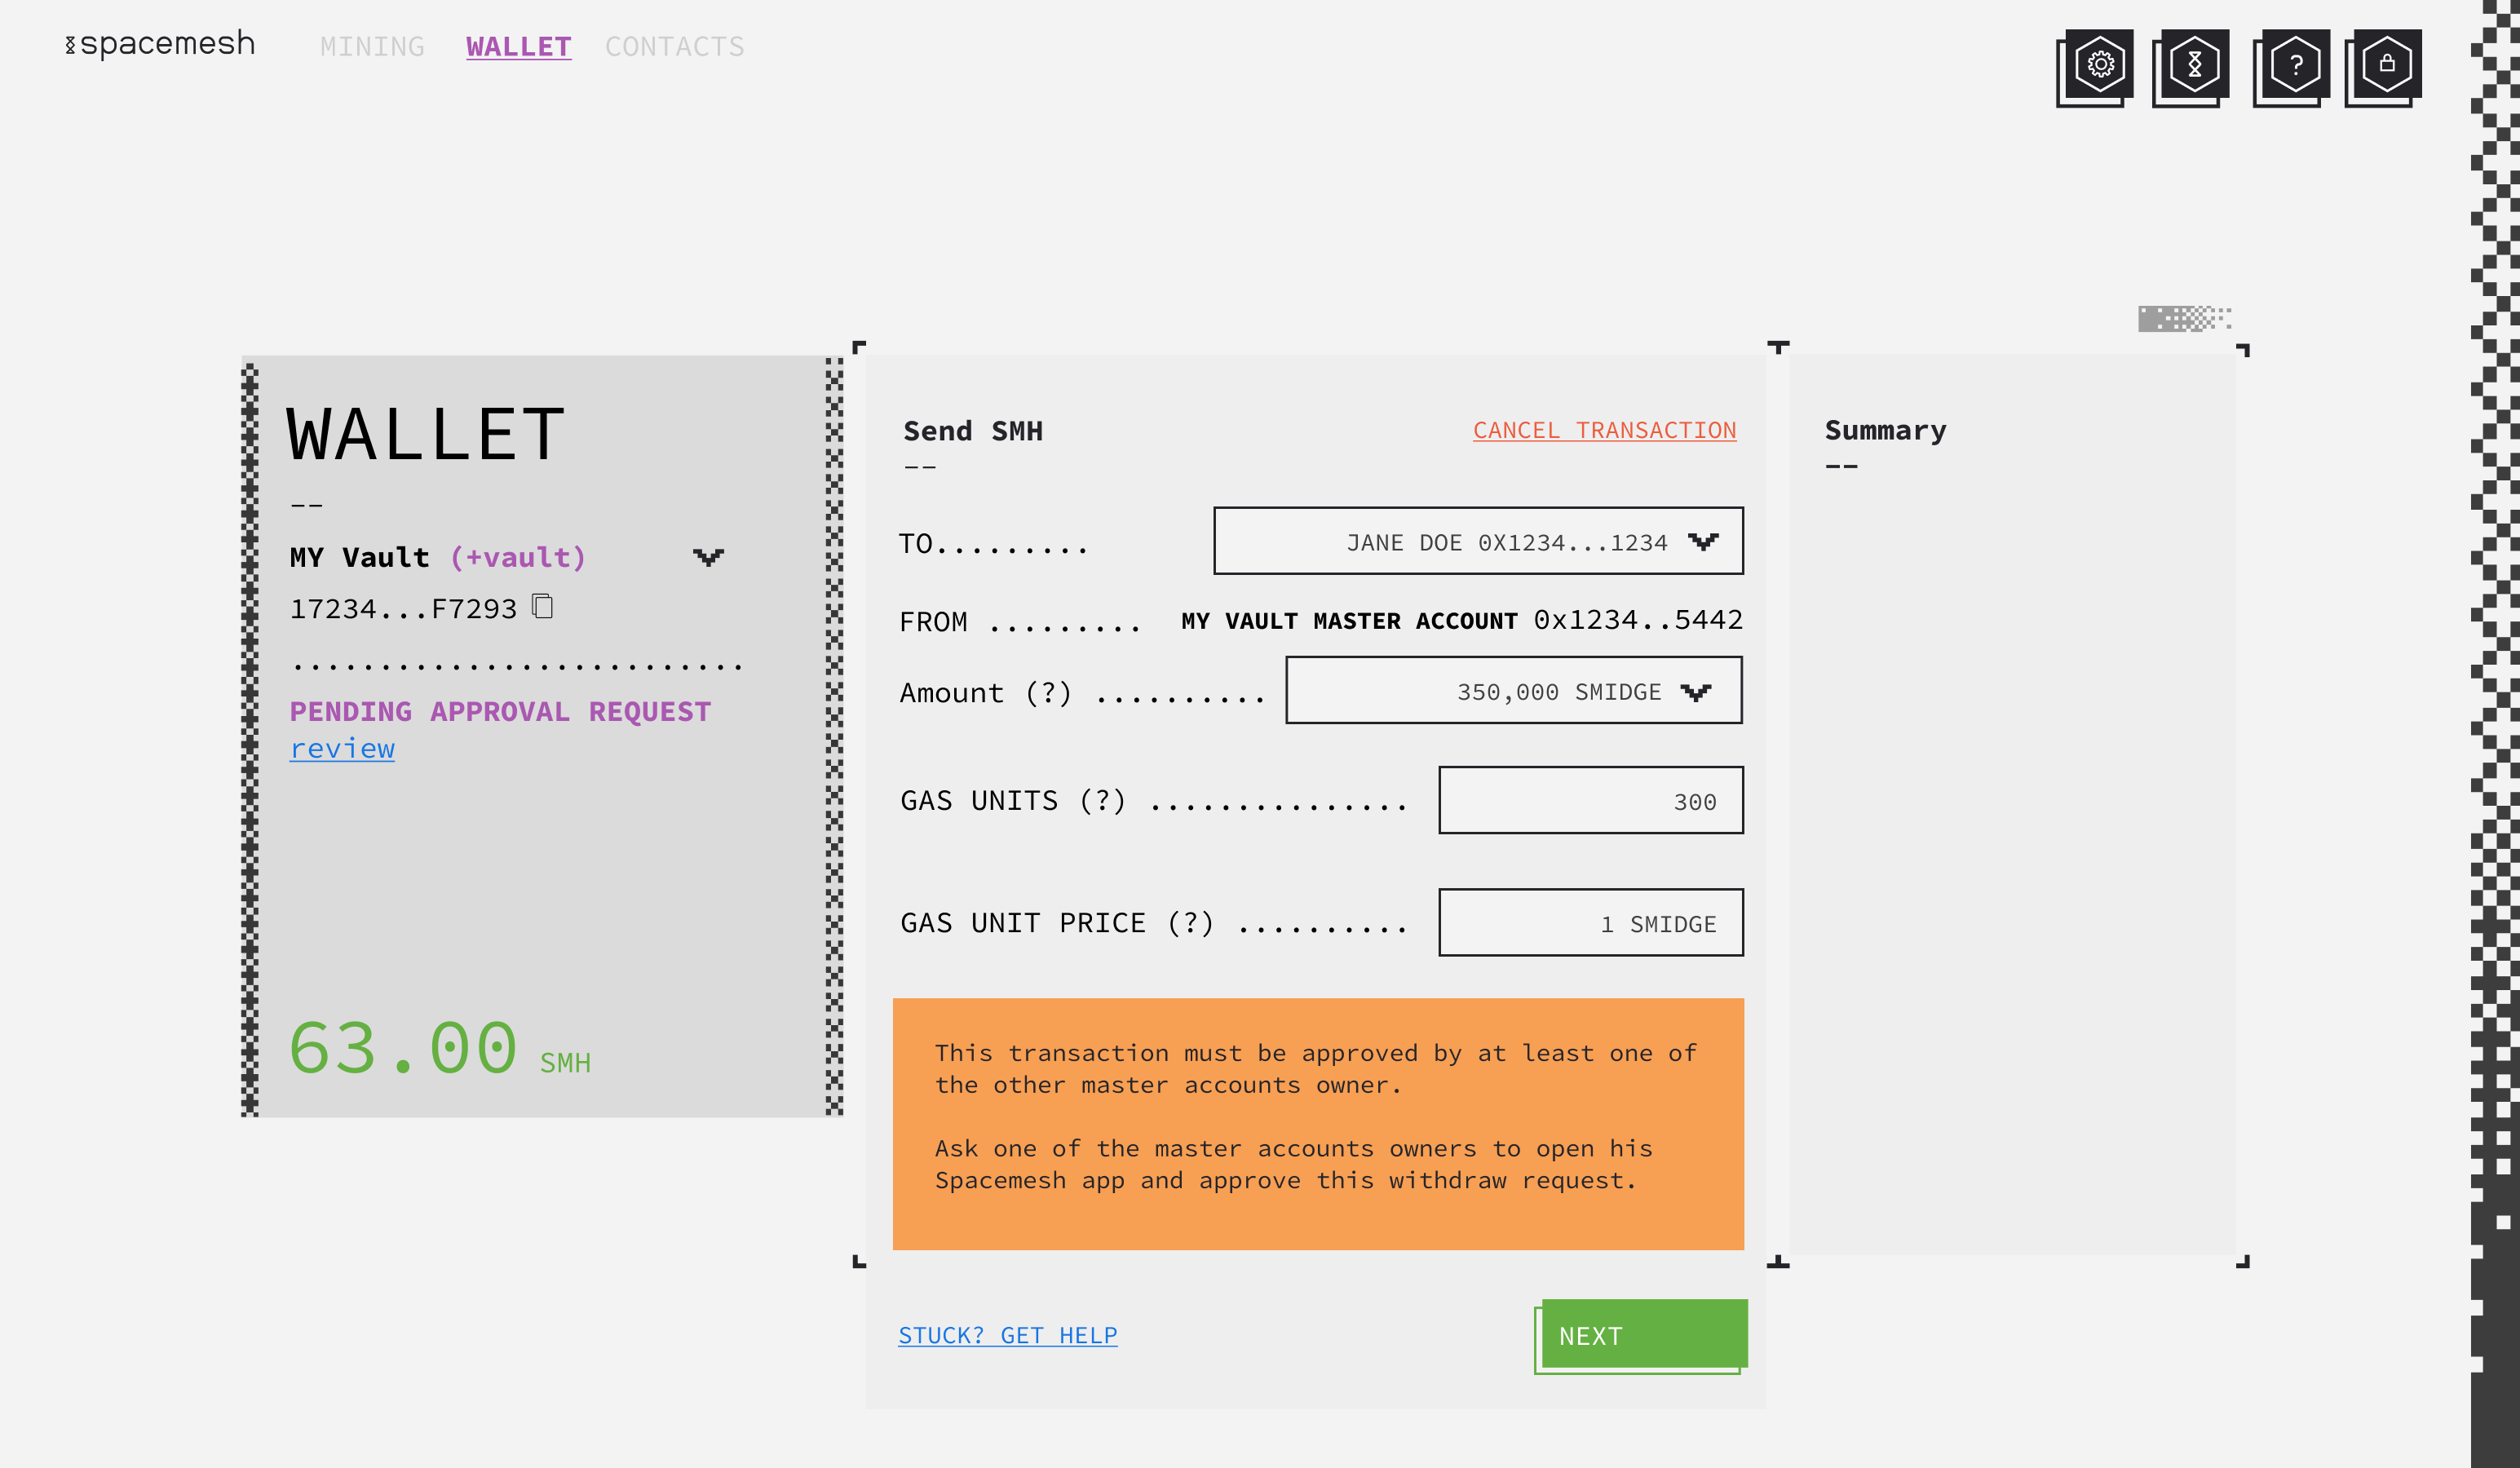 spacemesh
MINING WALLET CONTACTS
?
WALLET
--
MY Vault (+vault)
17234...F7293
..........................
PENDING APPROVAL REQUEST
review
63.00 SMH
Send SMH
CANCEL TRANSACTION
--
TO.........
JANE DOE 0X1234...1234
FROM .........
MY VAULT MASTER ACCOUNT 0x1234..5442
Amount (?) ..........
350,000 SMIDGE
GAS UNITS (?) ...............
300
GAS UNIT PRICE (?) ..........
1 SMIDGE
This transaction must be approved by at least one of
the other master accounts owner.
Ask one of the master accounts owners to open his
Spacemesh app and approve this withdraw request.
STUCK? GET HELP
NEXT
Summary
--